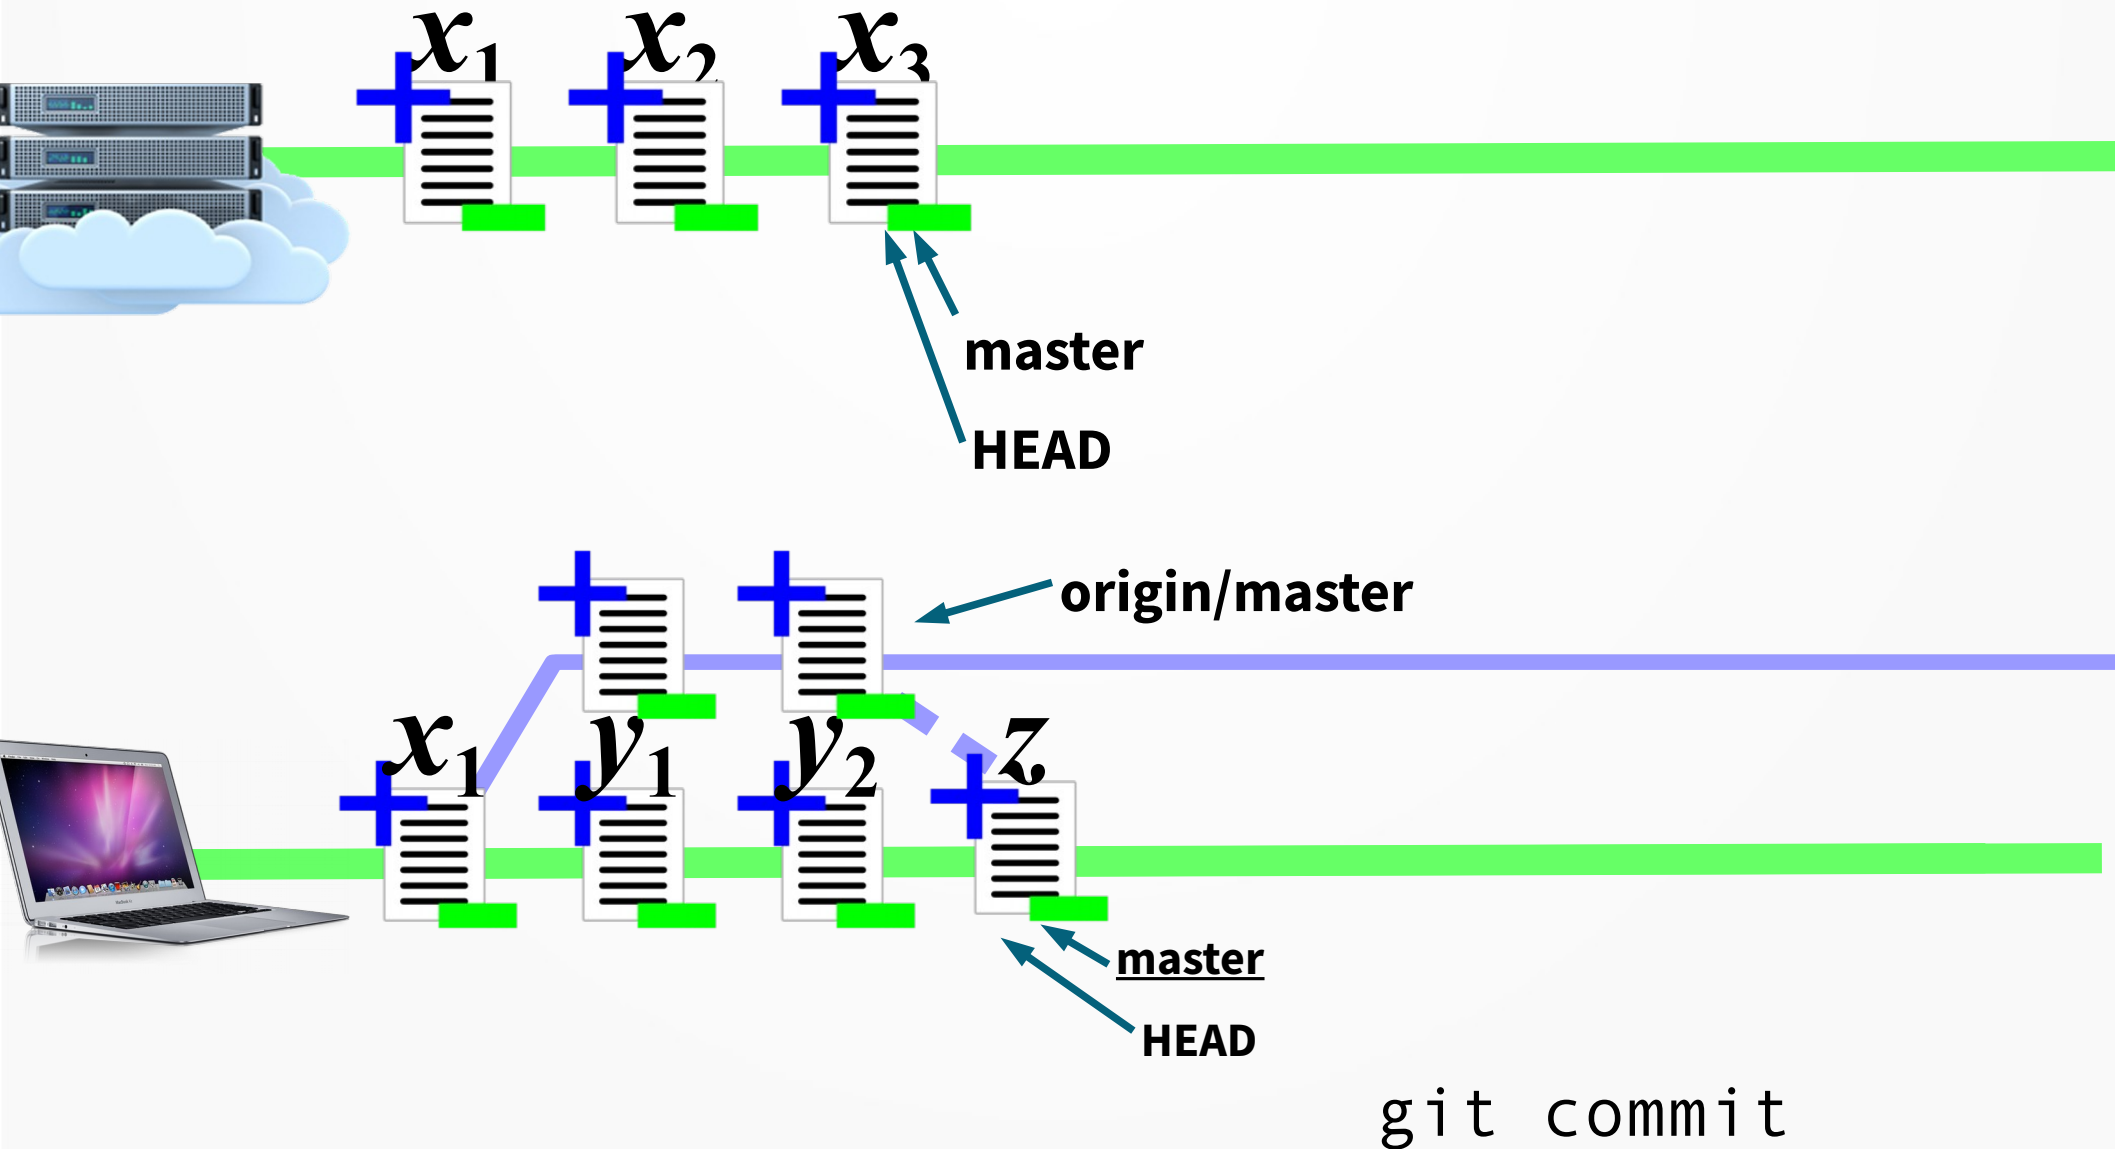 x1 x2 x3
master
HEAD
origin/master
x1 y1 y2 z
master
HEAD
git commit